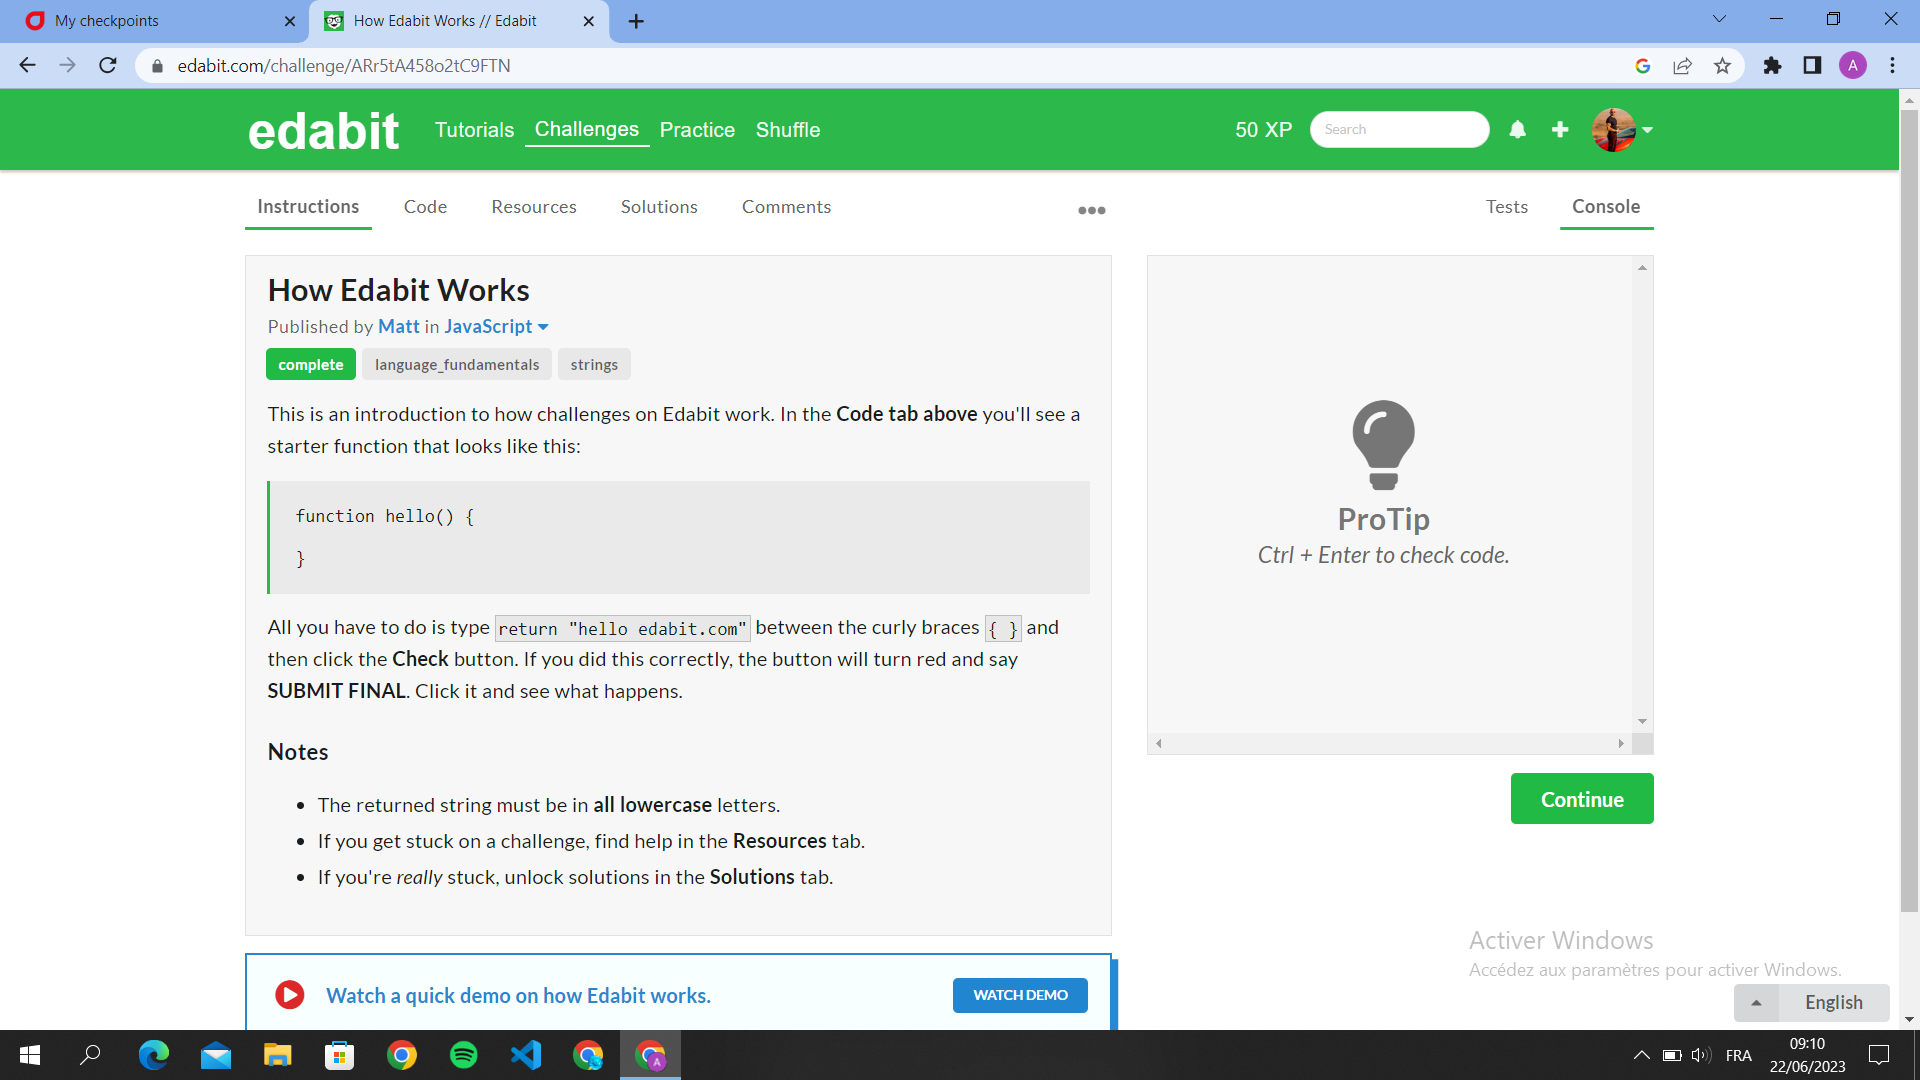 My checkpoints
How Edabit Works // Edabit
edabit.com/challenge/ARr5tA458o2tC9FTN
A
edabit
Tutorials
Challenges
Practice
Shuffle
50 XP
Search
Instructions
Code
Resources
Solutions
Comments
Tests
Console
How Edabit Works
Published by Matt in JavaScript
complete
language_fundamentals
strings
This is an introduction to how challenges on Edabit work. In the Code tab above you'll see a
starter function that looks like this:
function hello() {
}
All you have to do is type return "hello edabit.com" between the curly braces { } and
then click the Check button. If you did this correctly, the button will turn red and say
SUBMIT FINAL. Click it and see what happens.
Notes
The returned string must be in all lowercase letters.
If you get stuck on a challenge, find help in the Resources tab.
If you're really stuck, unlock solutions in the Solutions tab.
Watch a quick demo on how Edabit works.
WATCH DEMO
ProTip
Ctrl + Enter to check code.
Continue
Activer Windows
Accédez aux paramètres pour activer Windows.
English
A
FRA
09:10
22/06/2023